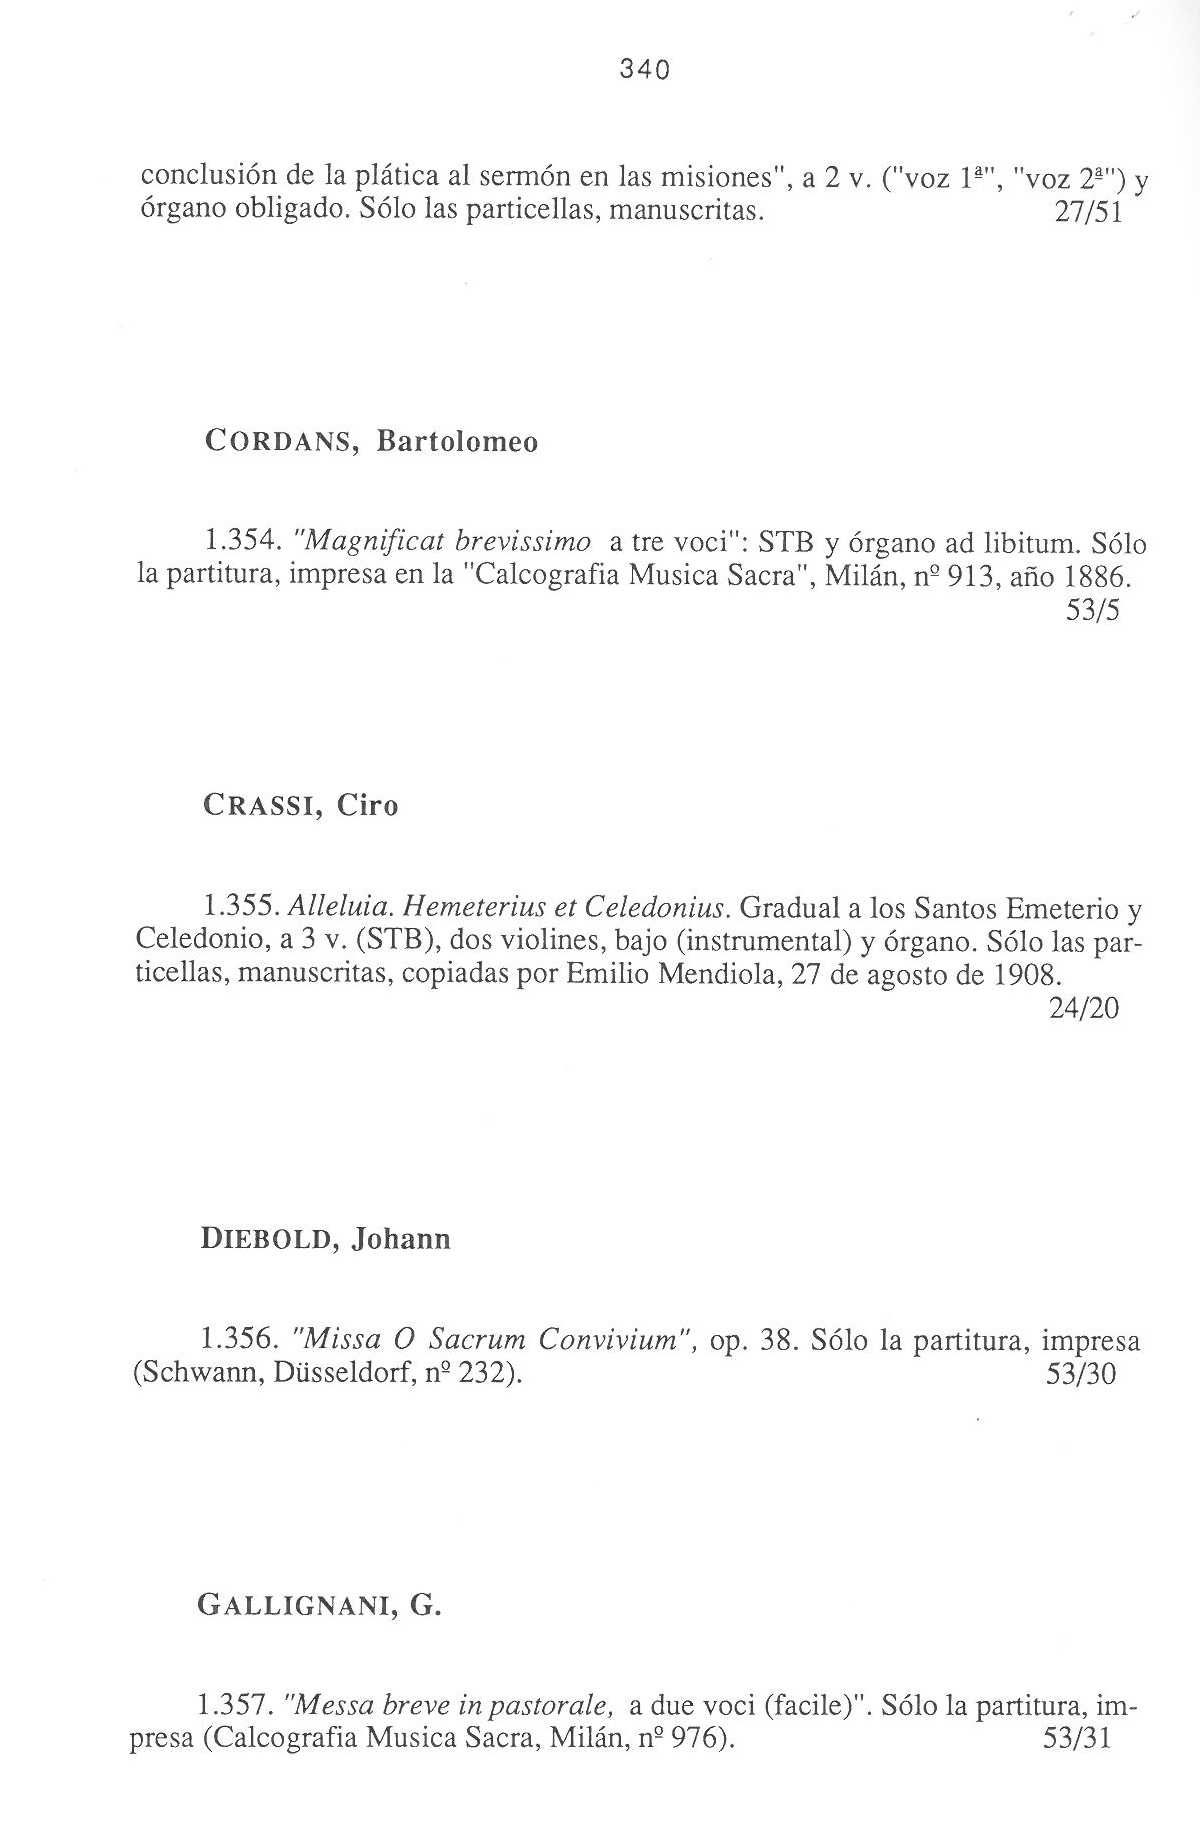 340
conclusión de la plática al sermón en las misiones", a 2 v. ("voz 1ª", "voz 2ª") y
órgano obligado. Sólo las particellas, manuscritas. 27/51
CORDANS, Bartolomeo
1.354. "Magnificat brevissimo a tre voci": STB y órgano ad libitum. Sólo
la partitura, impresa en la "Calcografia Musica Sacra", Milán, nº 913, año 1886.
53/5
CRASSI, Ciro
1.355. Alleluia. Hemeterius et Celedonius. Gradual a los Santos Emeterio y
Celedonio, a 3 v. (STB), dos violines, bajo (instrumental) y órgano. Sólo las par-
ticellas, manuscritas, copiadas por Emilio Mendiola, 27 de agosto de 1908.
24/20
DIEBOLD, Johann
1.356. "Missa O Sacrum Convivium", op. 38. Sólo la partitura, impresa
(Schwann, Düsseldorf, nº 232). 53/30
GALLIGNANI, G.
1.357. "Messa breve in pastorale, a due voci (facile)". Sólo la partitura, im-
presa (Calcografia Musica Sacra, Milán, nº 976). 53/31